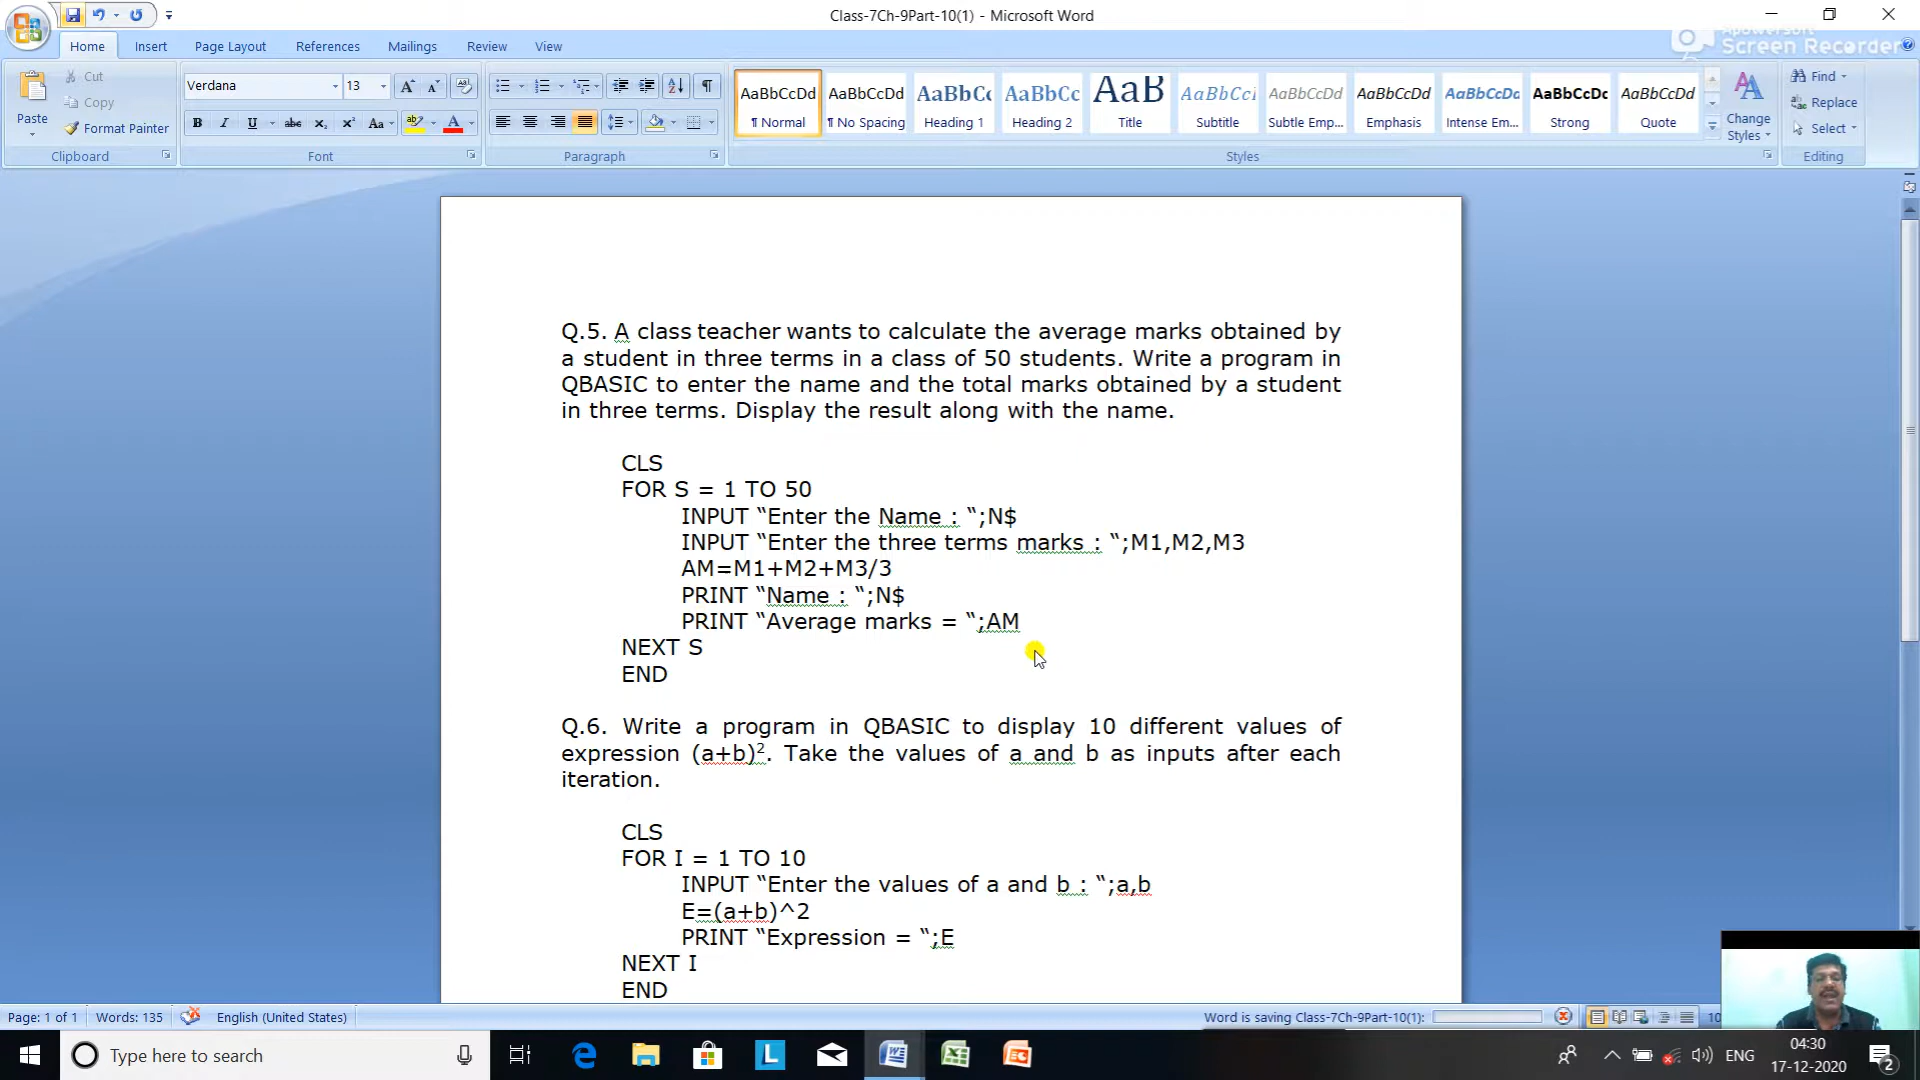 Class-7Ch-9Part-10(1) - Microsoft Word
Home Insert Page Layout References Mailings Review View
Apowersoft
Screen Recorder
Paste
Cut
Copy
Format Painter
Clipboard
Verdana 13
B I U abc x₂ x² Aa
Font
Paragraph
AaBbCcDd AaBbCcDd AaBbCc AaBbCc AaB AaBbCcI AaBbCcDd AaBbCcDd AaBbCcDd AaBbCcDc AaBbCcDd
¶ Normal ¶ No Spacing Heading 1 Heading 2 Title Subtitle Subtle Emp... Emphasis Intense Em... Strong Quote
Change
Styles
Styles
Find
Replace
Select
Editing
Q.5. A class teacher wants to calculate the average marks obtained by
a student in three terms in a class of 50 students. Write a program in
QBASIC to enter the name and the total marks obtained by a student
in three terms. Display the result along with the name.
CLS
FOR S = 1 TO 50
INPUT “Enter the Name : “;N$
INPUT “Enter the three terms marks : “;M1,M2,M3
AM=M1+M2+M3/3
PRINT “Name : “;N$
PRINT “Average marks = “;AM
NEXT S
END
Q.6. Write a program in QBASIC to display 10 different values of
expression (a+b)². Take the values of a and b as inputs after each
iteration.
CLS
FOR I = 1 TO 10
INPUT “Enter the values of a and b : “;a,b
E=(a+b)^2
PRINT “Expression = “;E
NEXT I
END
Page: 1 of 1 Words: 135 English (United States) Word is saving Class-7Ch-9Part-10(1): 10
Type here to search
L
ENG
04:30
17-12-2020
2